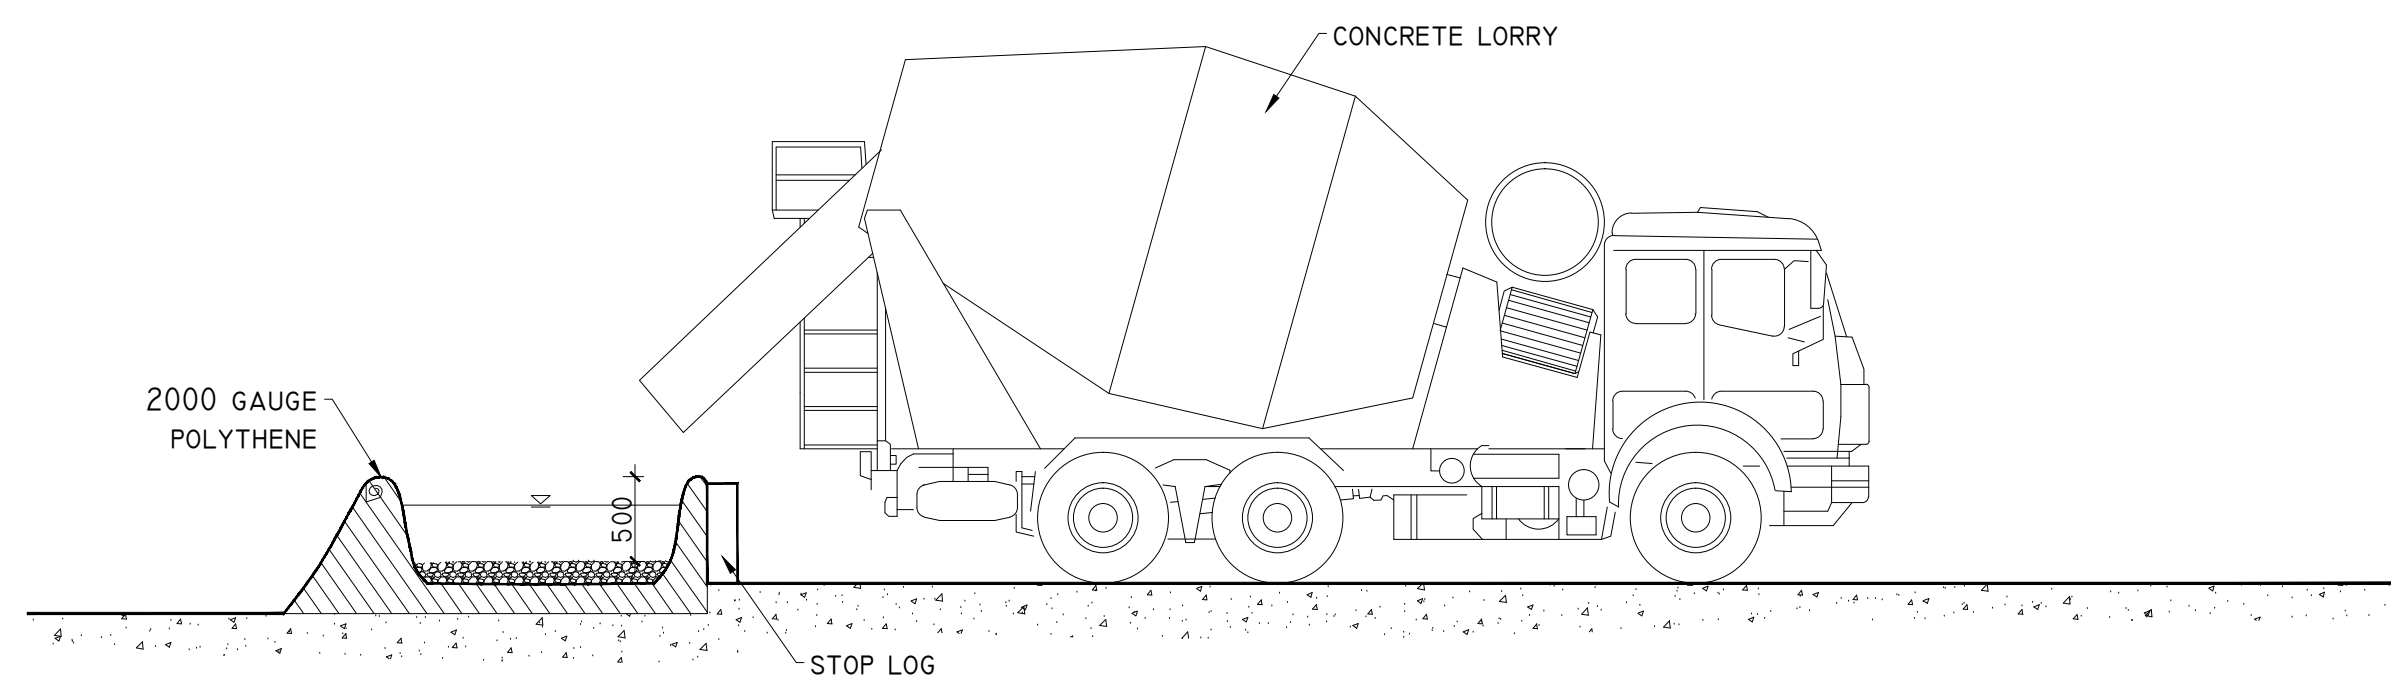 CONCRETE LORRY
2000 GAUGE
POLYTHENE
500
STOP LOG